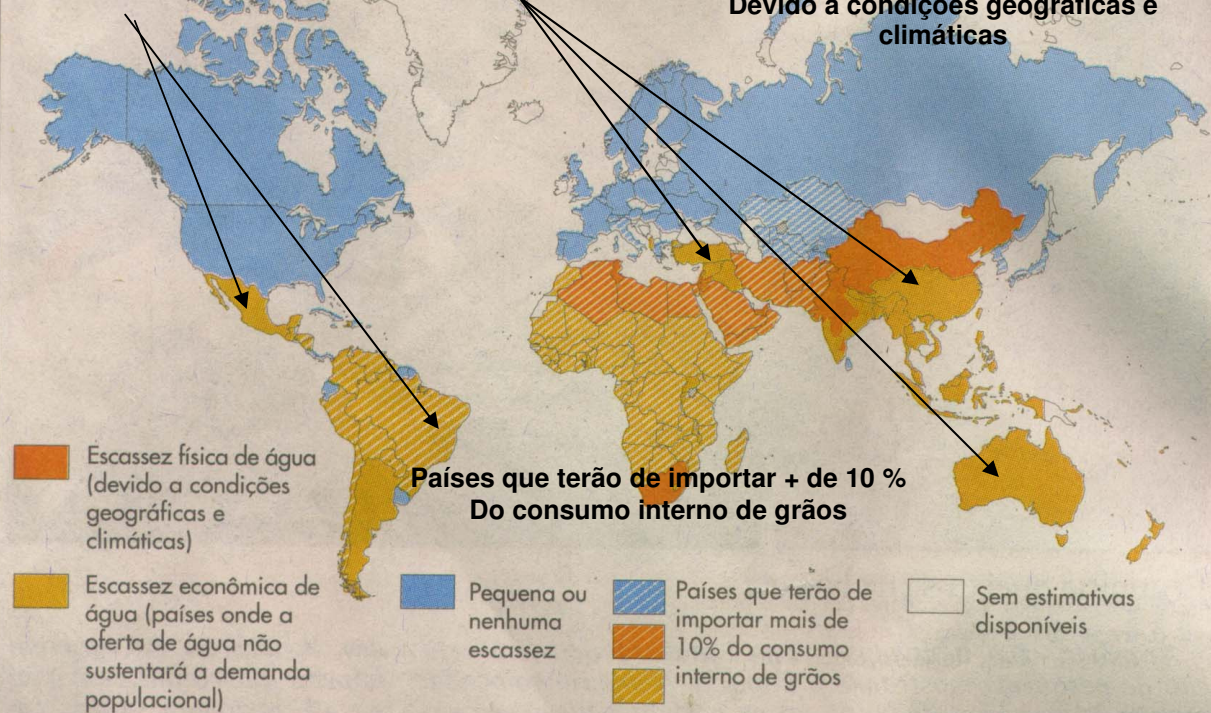 Devido a condições geográficas e
climáticas
Países que terão de importar + de 10 %
Do consumo interno de grãos
Escassez física de água
(devido a condições
geográficas e
climáticas)
Escassez econômica de
água (países onde a
oferta de água não
sustentará a demanda
populacional)
Pequena ou
nenhuma
escassez
Países que terão de
importar mais de
10% do consumo
interno de grãos
Sem estimativas
disponíveis